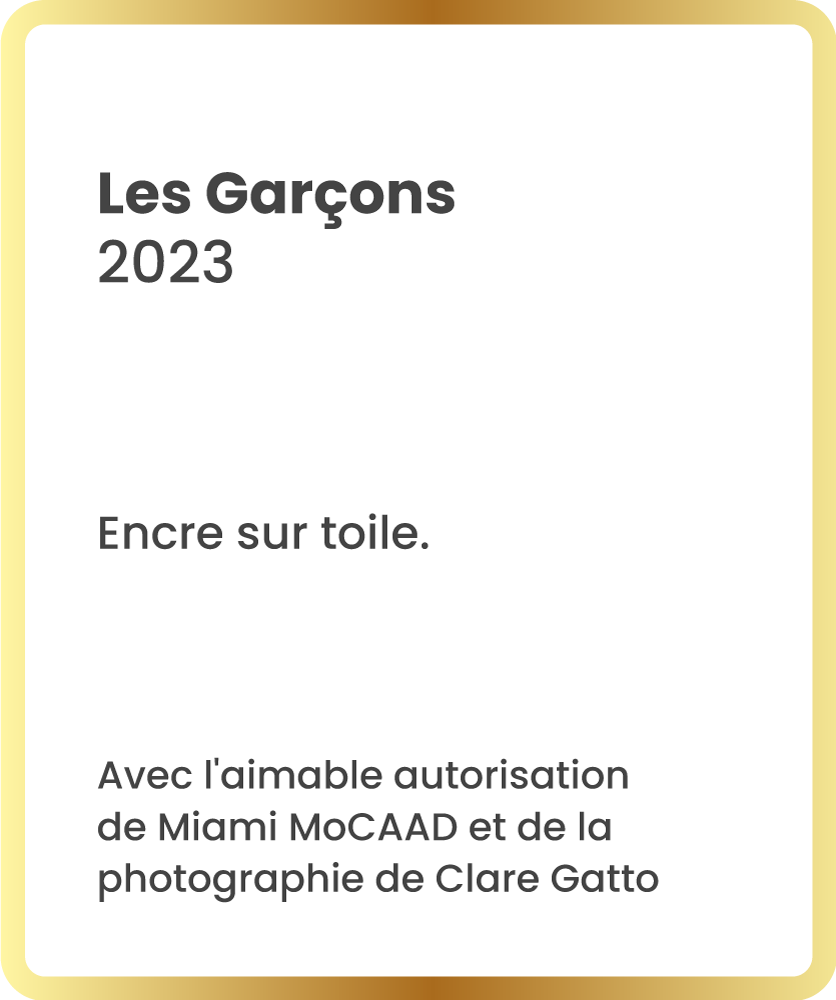 Les Garçons
2023
Encre sur toile.
Avec l'aimable autorisation
de Miami MoCAAD et de la
photographie de Clare Gatto